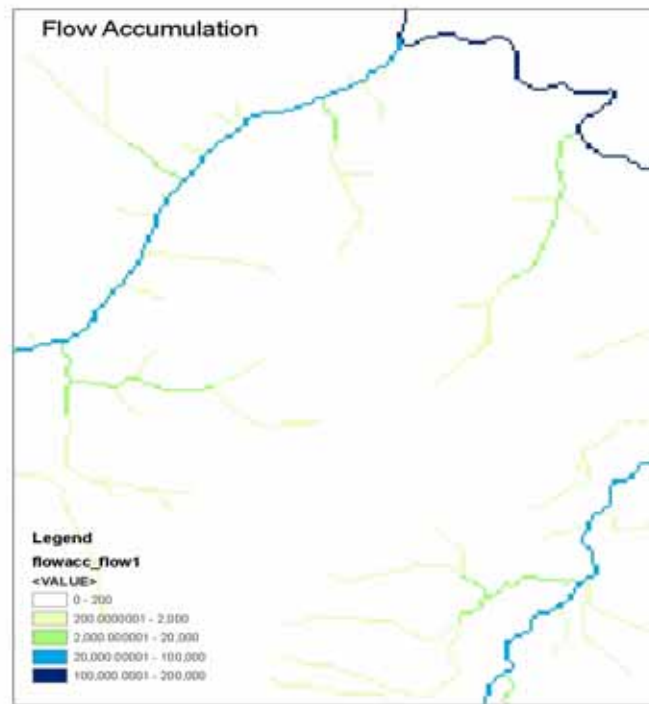 Flow Accumulation
Legend
flowacc_flow1
<VALUE>
0 - 200
200.0000001 - 2,000
2,000.000001 - 20,000
20,000.00001 - 100,000
100,000.0001 - 200,000